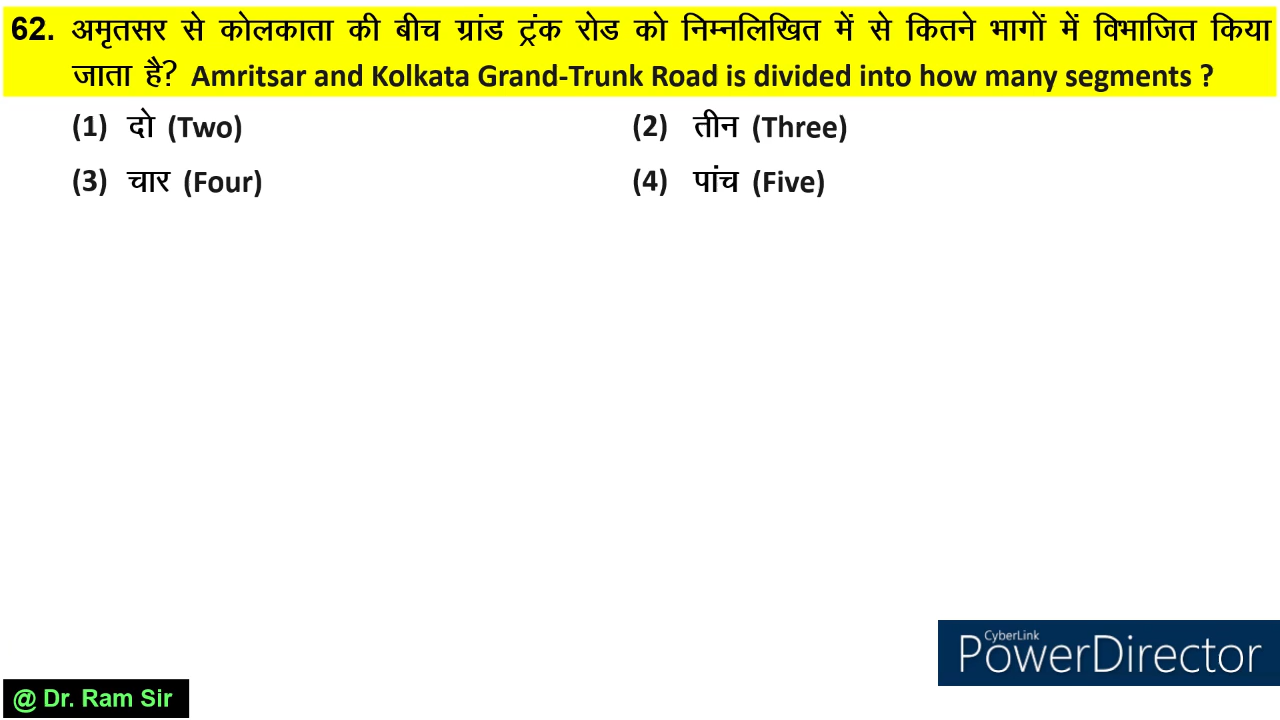 62. अमृतसर से कोलकाता की बीच ग्रांड ट्रंक रोड को निम्नलिखित में से कितने भागों में विभाजित किया
जाता है? Amritsar and Kolkata Grand-Trunk Road is divided into how many segments ?
(1) दो (Two) (2) तीन (Three)
(3) चार (Four) (4) पांच (Five)
CyberLink
PowerDirector
@ Dr. Ram Sir